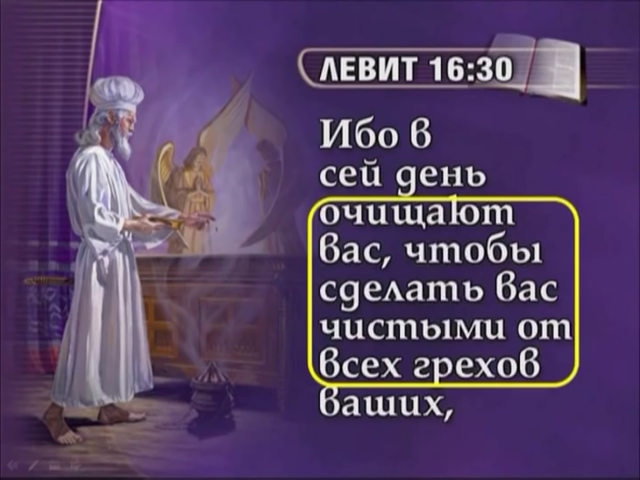 ЛЕВИТ 16:30
Ибо в
сей день
очищают
вас, чтобы
сделать вас
чистыми от
всех грехов
ваших,